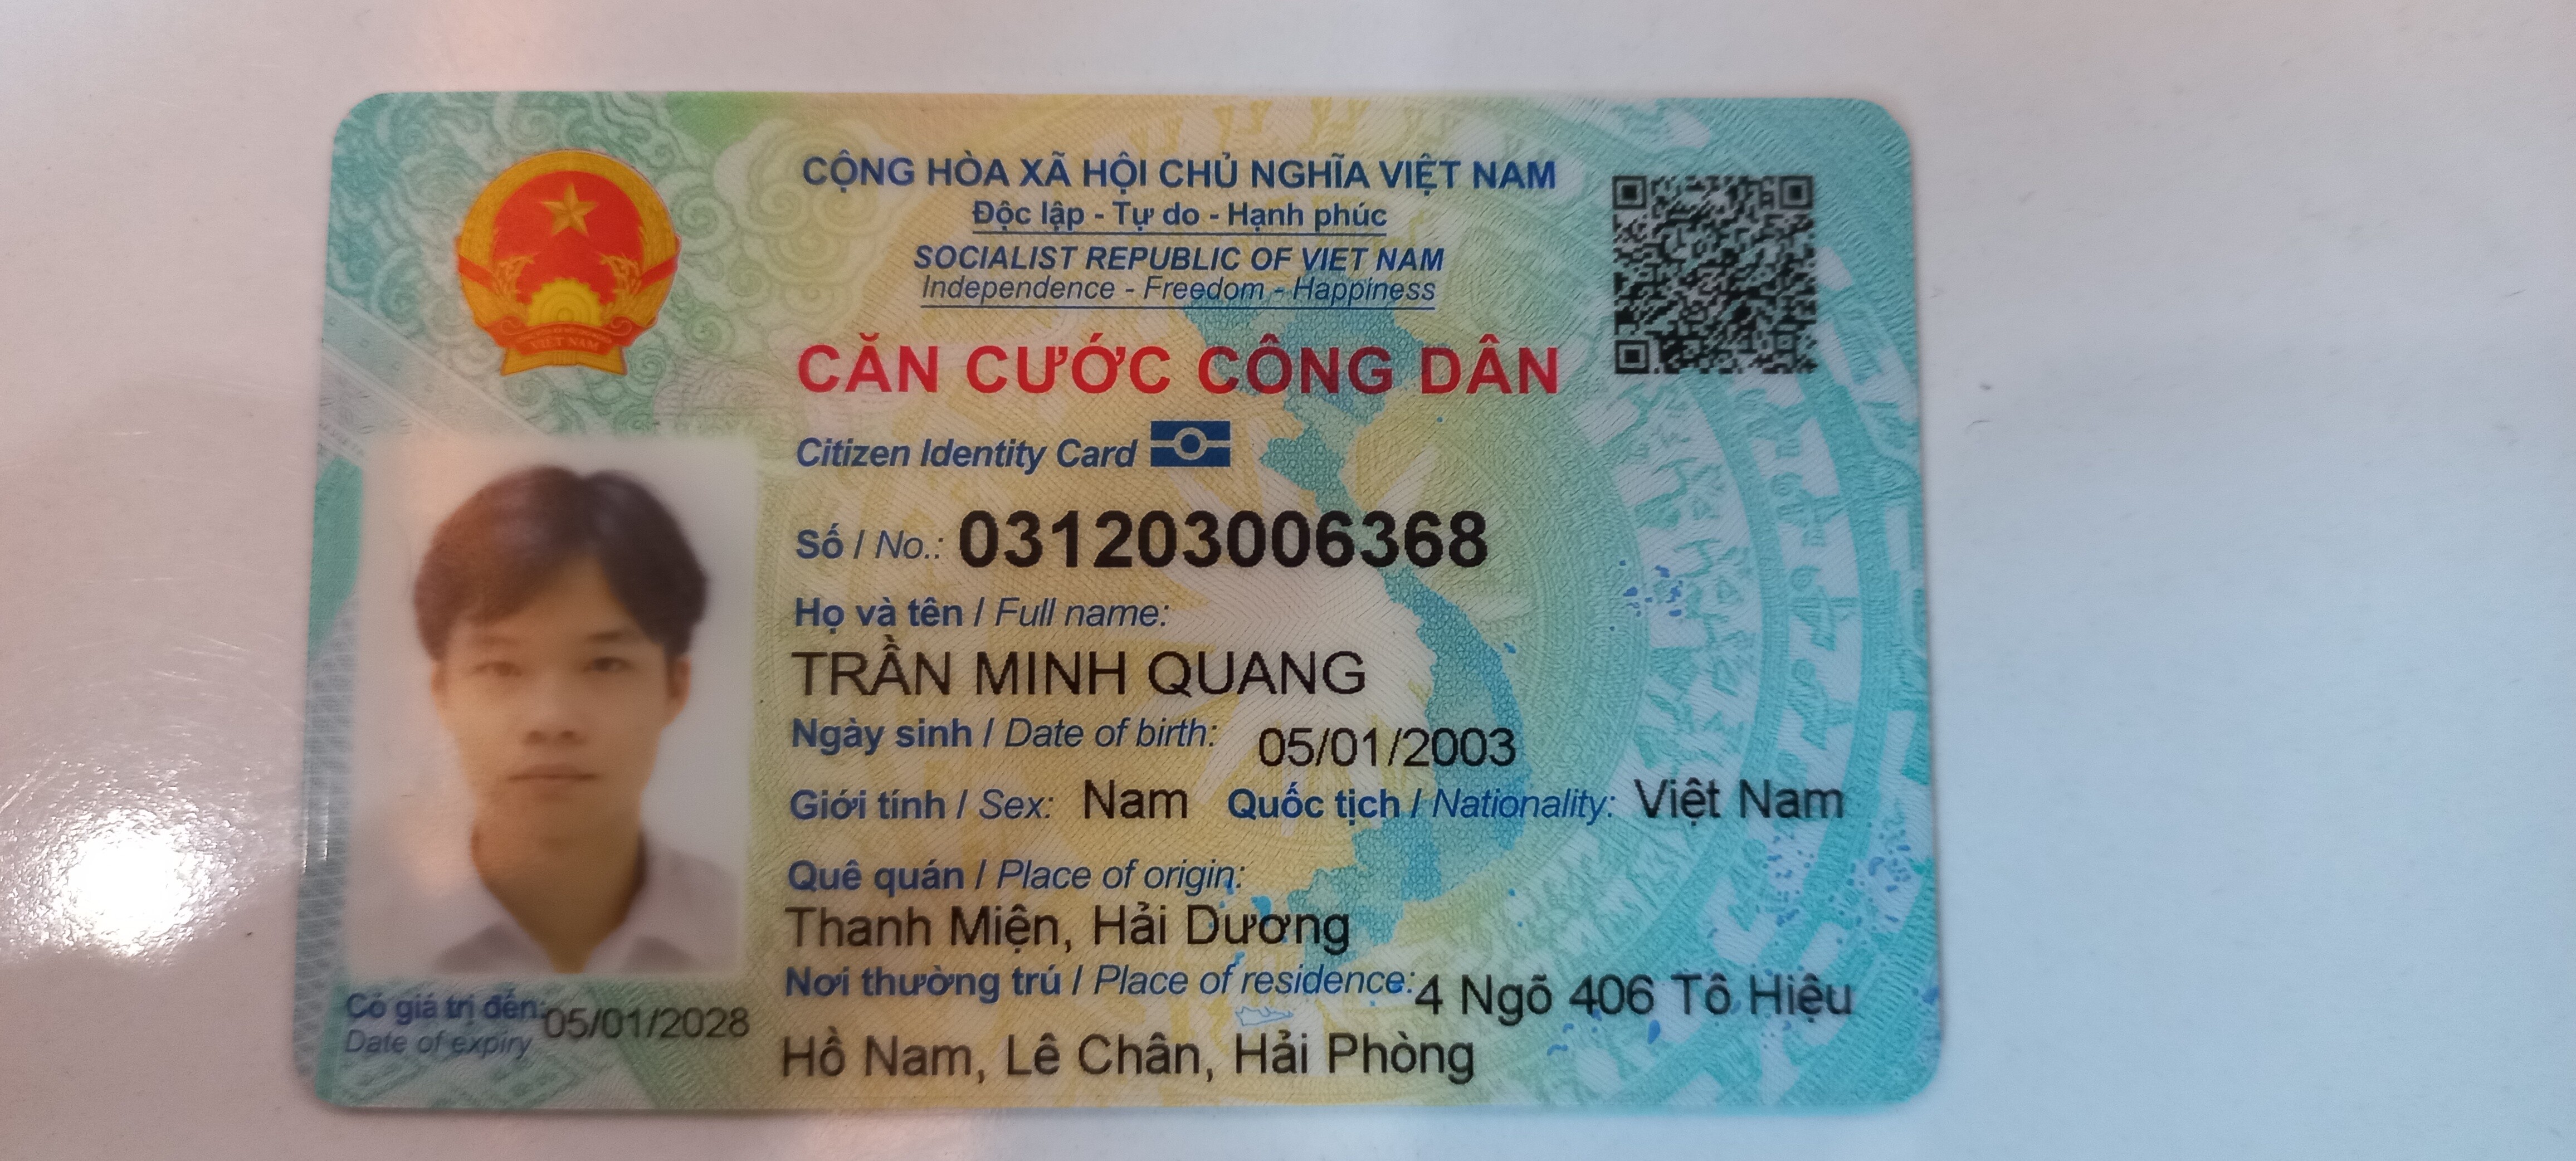 CỘNG HÒA XÃ HỘI CHỦ NGHĨA VIỆT NAM
Độc lập - Tự do - Hạnh phúc
SOCIALIST REPUBLIC OF VIET NAM
Independence - Freedom - Happiness
VIỆT NAM
CĂN CƯỚC CÔNG DÂN
Citizen Identity Card
Số / No.: 031203006368
Họ và tên / Full name:
TRẦN MINH QUANG
Ngày sinh / Date of birth: 05/01/2003
Giới tính / Sex: Nam Quốc tịch / Nationality: Việt Nam
Quê quán / Place of origin:
Thanh Miện, Hải Dương
Nơi thường trú / Place of residence: 4 Ngõ 406 Tô Hiệu
Hồ Nam, Lê Chân, Hải Phòng
Có giá trị đến: 05/01/2028
Date of expiry